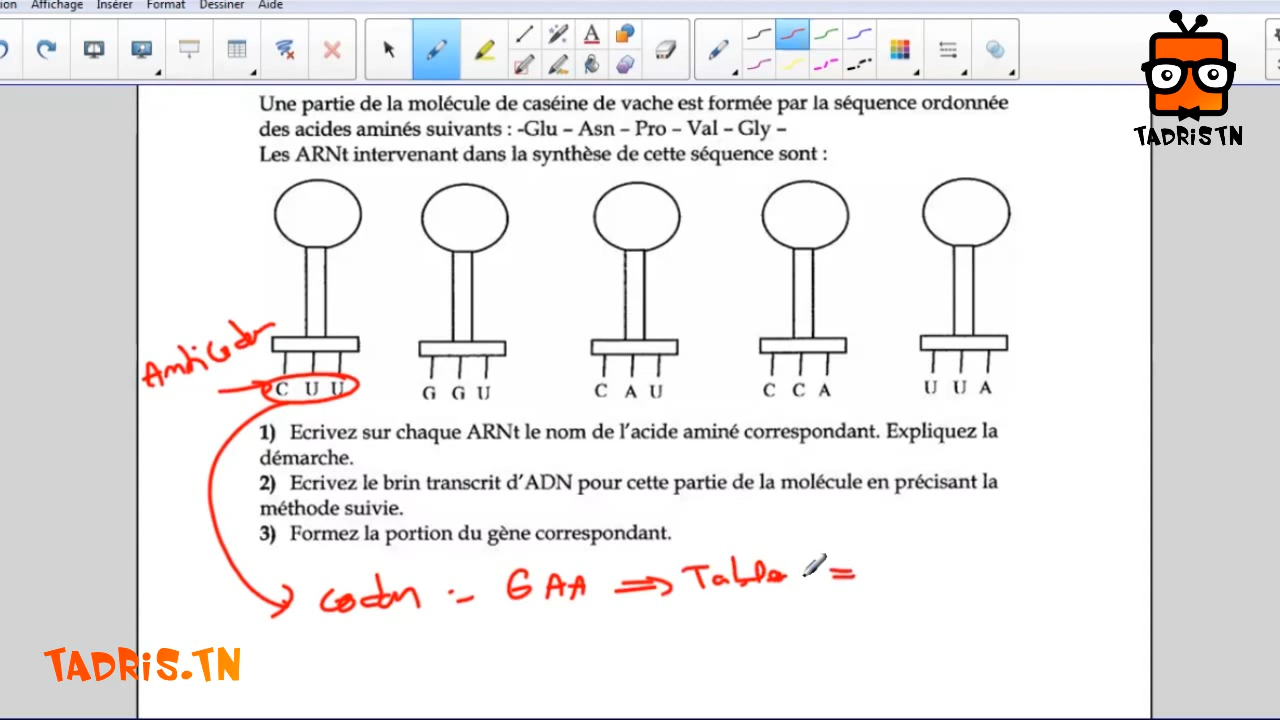 ion Affichage Insérer Format Dessiner Aide
TADRiSTN
Une partie de la molécule de caséine de vache est formée par la séquence ordonnée
des acides aminés suivants : -Glu – Asn – Pro – Val – Gly –
Les ARNt intervenant dans la synthèse de cette séquence sont :
Anticodon
C U U G G U C A U C C A U U A
1) Ecrivez sur chaque ARNt le nom de l'acide aminé correspondant. Expliquez la
démarche.
2) Ecrivez le brin transcrit d'ADN pour cette partie de la molécule en précisant la
méthode suivie.
3) Formez la portion du gène correspondant.
codon :- GAA => Table =
TADRiS.TN